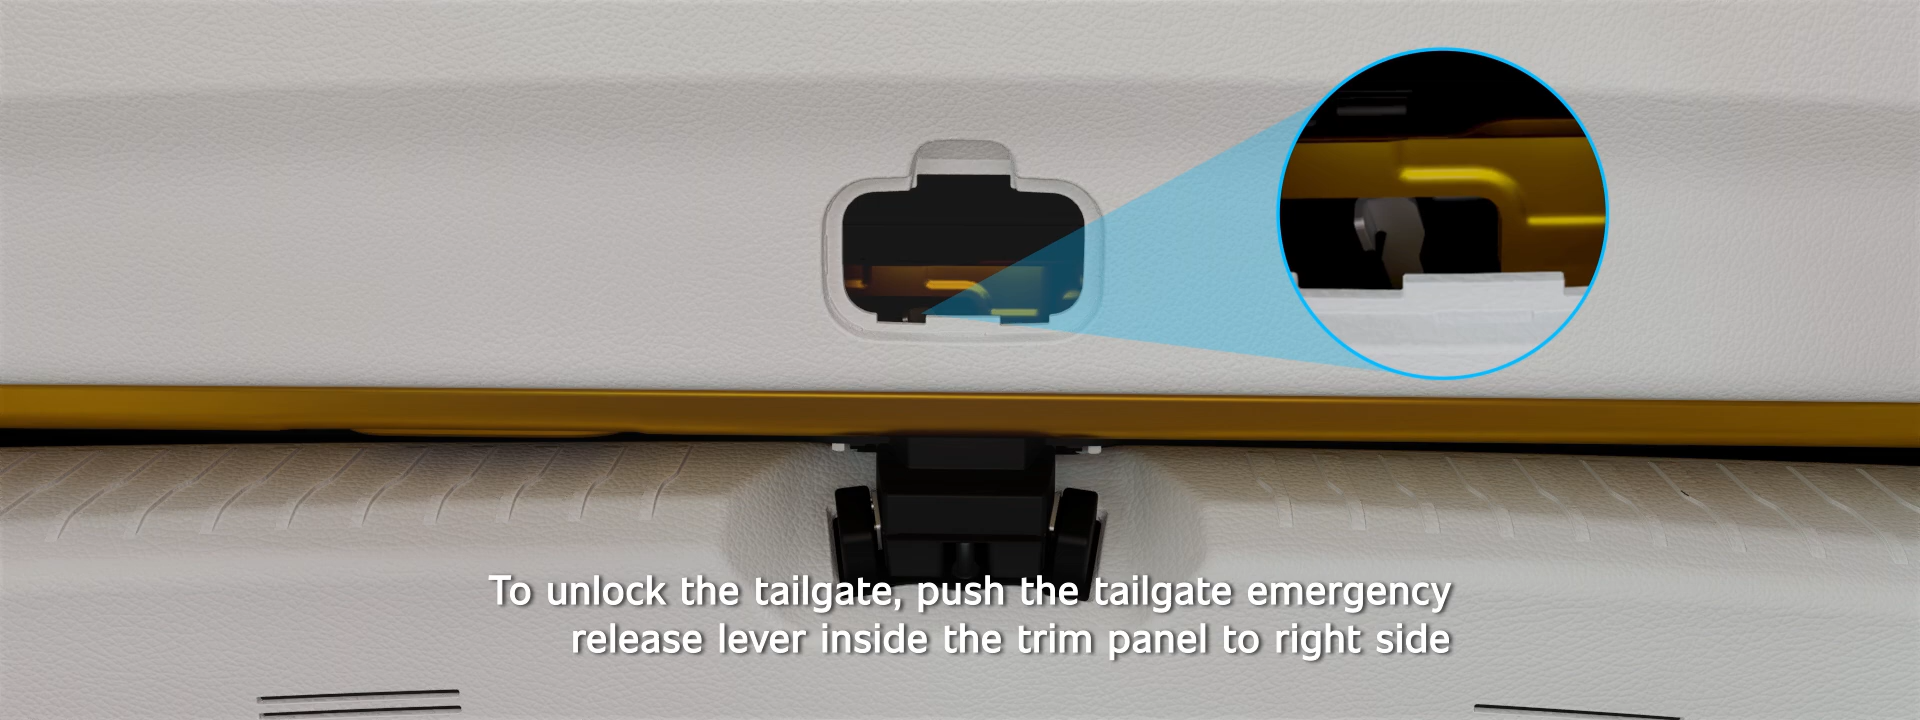 To unlock the tailgate, push the tailgate emergency
release lever inside the trim panel to right side